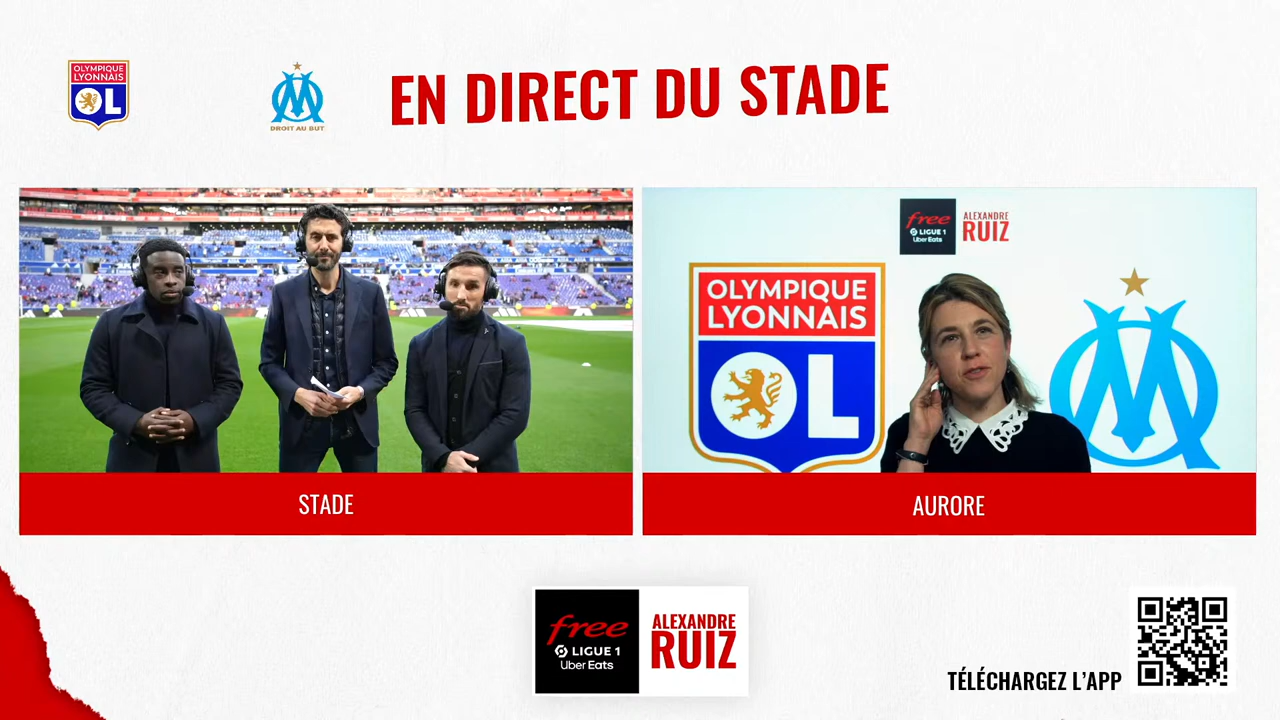 OLYMPIQUE
LYONNAIS
OL
DROIT AU BUT
EN DIRECT DU STADE
free
LIGUE 1
Uber Eats
ALEXANDRE
RUIZ
OLYMPIQUE
LYONNAIS
OL
STADE
AURORE
free
LIGUE 1
Uber Eats
ALEXANDRE
RUIZ
TÉLÉCHARGEZ L'APP